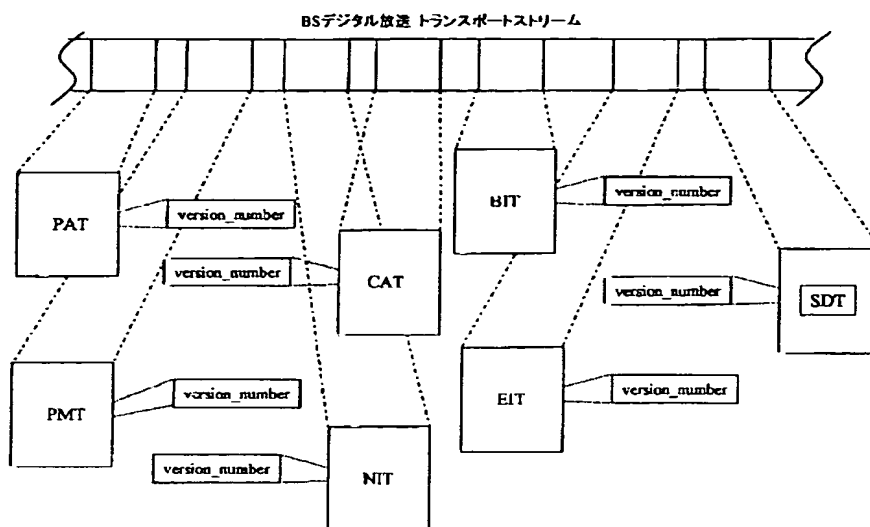 BSデジタル放送 トランスポートストリーム
PAT
version_number
BIT
version_number
version_number
CAT
version_number
SDT
PMT
version_number
EIT
version_number
version_number
NIT